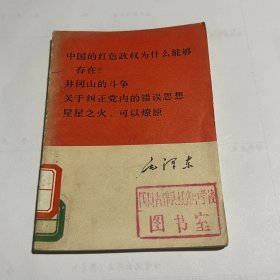 中国的红色政权为什么能够
存在?
井冈山的斗争
关于纠正党内的错误思想
星星之火，可以燎原
毛泽东
图书室